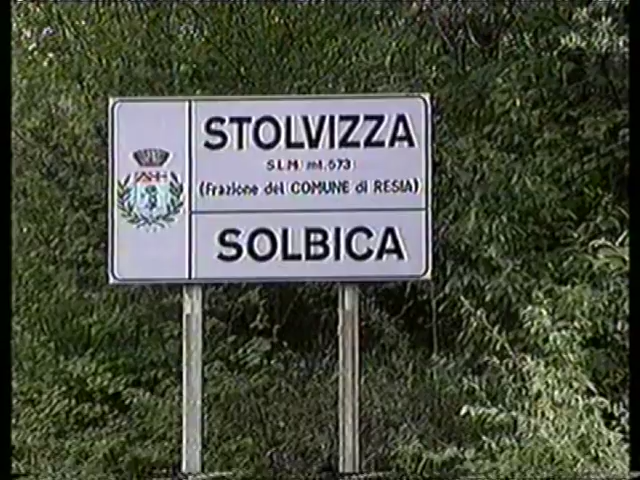 STOLVIZZA
S.L.M. mt. 573
(Frazione del COMUNE di RESIA)
SOLBICA